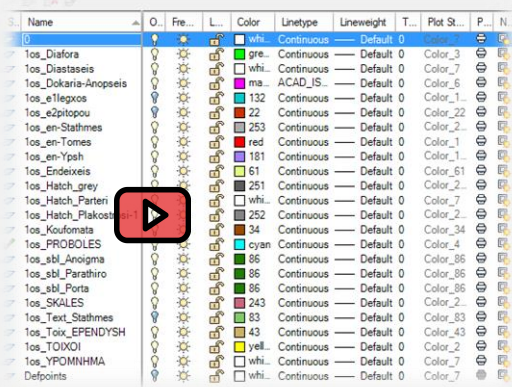 S.. Name O.. Fre... L... Color Linetype Lineweight T... Plot St... P... N.
0 whi... Continuous Default 0 Color_7
1os_Diafora gre... Continuous Default 0 Color_3
1os_Diastaseis whi... Continuous Default 0 Color_7
1os_Dokaria-Anopseis ma... ACAD_IS... Default 0 Color_6
1os_e1legxos 132 Continuous Default 0 Color_1...
1os_e2pitopou 22 Continuous Default 0 Color_22
1os_en-Stathmes 253 Continuous Default 0 Color_2...
1os_en-Tomes red Continuous Default 0 Color_1
1os_en-Ypsh 181 Continuous Default 0 Color_1...
1os_Endeixeis 61 Continuous Default 0 Color_61
1os_Hatch_grey 251 Continuous Default 0 Color_2...
1os_Hatch_Parteri whi... Continuous Default 0 Color_7
252 Continuous Default 0 Color_2...
1os_Koufomata 34 Continuous Default 0 Color_34
1os_PROBOLES cyan Continuous Default 0 Color_4
1os_sbl_Anoigma 86 Continuous Default 0 Color_86
1os_sbl_Parathiro 86 Continuous Default 0 Color_86
1os_sbl_Porta 86 Continuous Default 0 Color_86
1os_SKALES 243 Continuous Default 0 Color_2...
1os_Text_Stathmes 83 Continuous Default 0 Color_83
1os_Toix_EPENDYSH 43 Continuous Default 0 Color_43
1os_TOIXOI yell... Continuous Default 0 Color_2
1os_YPOMNHMA whi... Continuous Default 0 Color_7
Defpoints whi... Continuous Default 0 Color_7